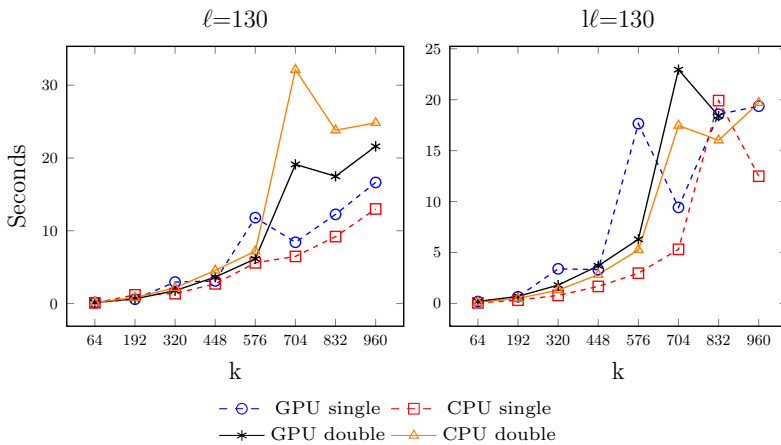 ℓ=130
lℓ=130
Seconds
30
20
10
0
64 192 320 448 576 704 832 960
k
25
20
15
10
5
0
64 192 320 448 576 704 832 960
k
GPU single CPU single
GPU double CPU double